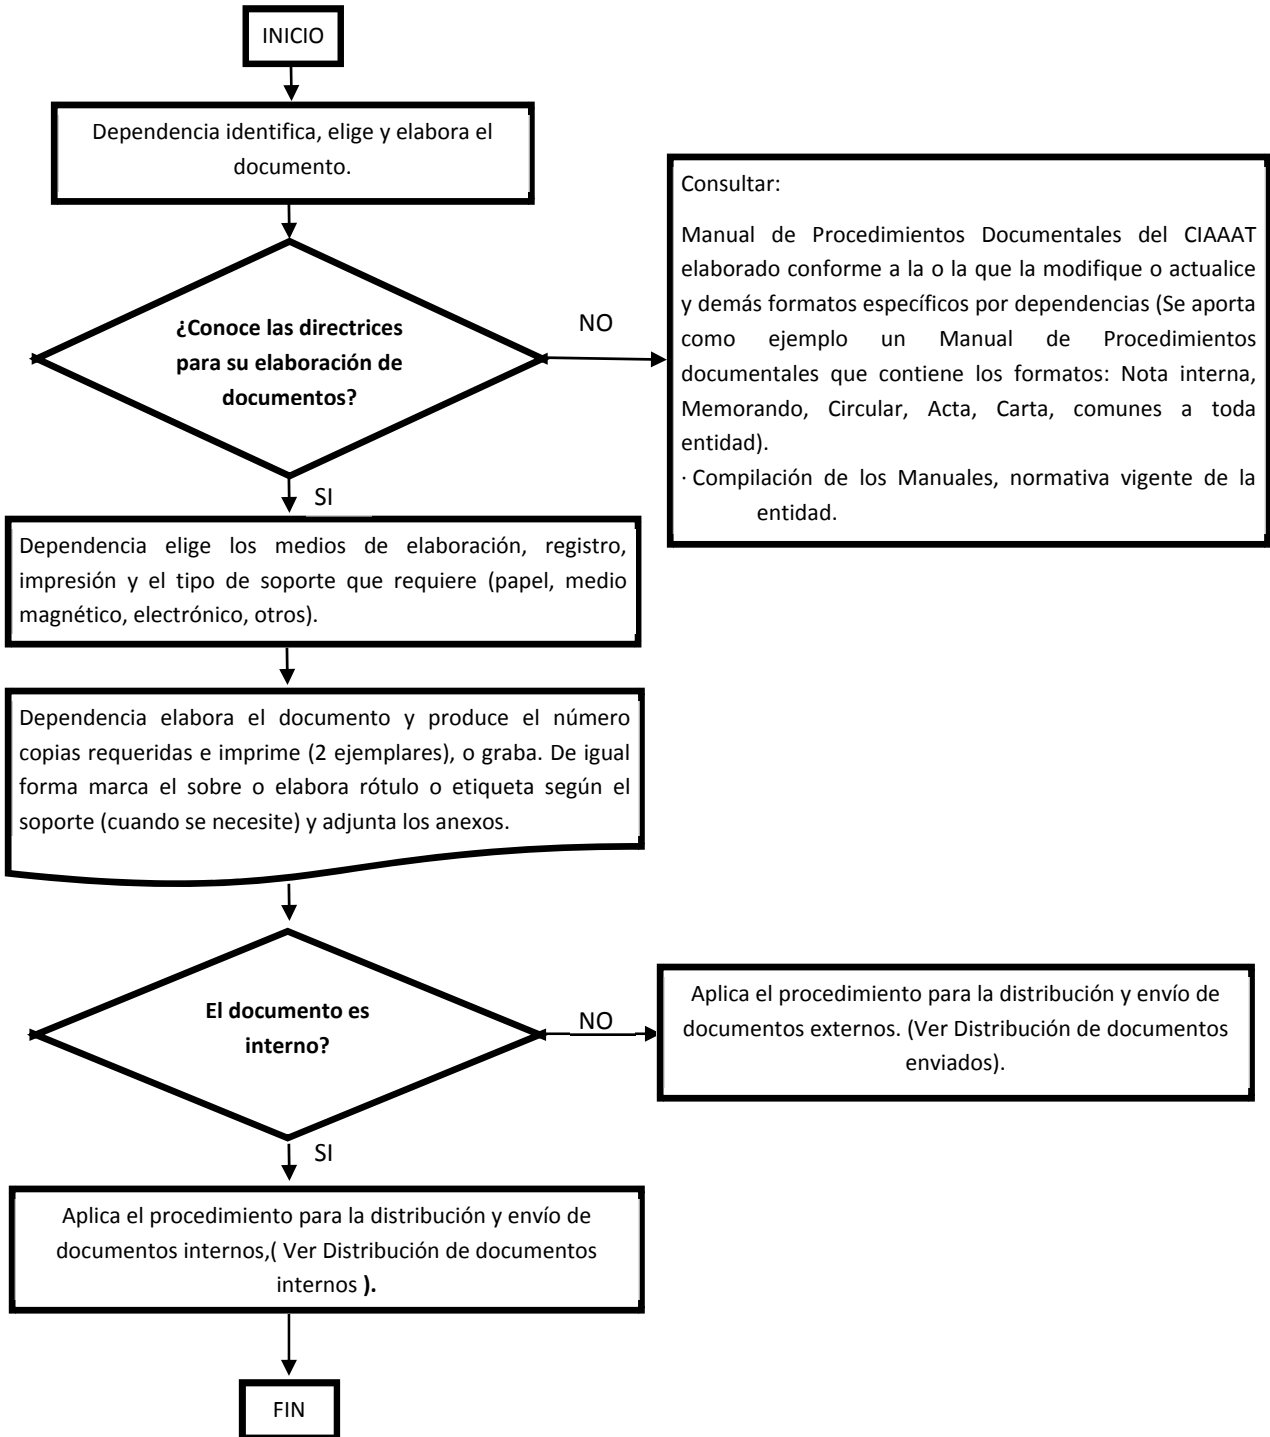 INICIO
Dependencia identifica, elige y elabora el
documento.
¿Conoce las directrices
para su elaboración de
documentos?
NO
Consultar:
Manual de Procedimientos Documentales del CIAAAT
elaborado conforme a la o la que la modifique o actualice
y demás formatos específicos por dependencias (Se aporta
como ejemplo un Manual de Procedimientos
documentales que contiene los formatos: Nota interna,
Memorando, Circular, Acta, Carta, comunes a toda
entidad).
· Compilación de los Manuales, normativa vigente de la
entidad.
SI
Dependencia elige los medios de elaboración, registro,
impresión y el tipo de soporte que requiere (papel, medio
magnético, electrónico, otros).
Dependencia elabora el documento y produce el número
copias requeridas e imprime (2 ejemplares), o graba. De igual
forma marca el sobre o elabora rótulo o etiqueta según el
soporte (cuando se necesite) y adjunta los anexos.
El documento es
interno?
NO
Aplica el procedimiento para la distribución y envío de
documentos externos. (Ver Distribución de documentos
enviados).
SI
Aplica el procedimiento para la distribución y envío de
documentos internos,( Ver Distribución de documentos
internos ).
FIN